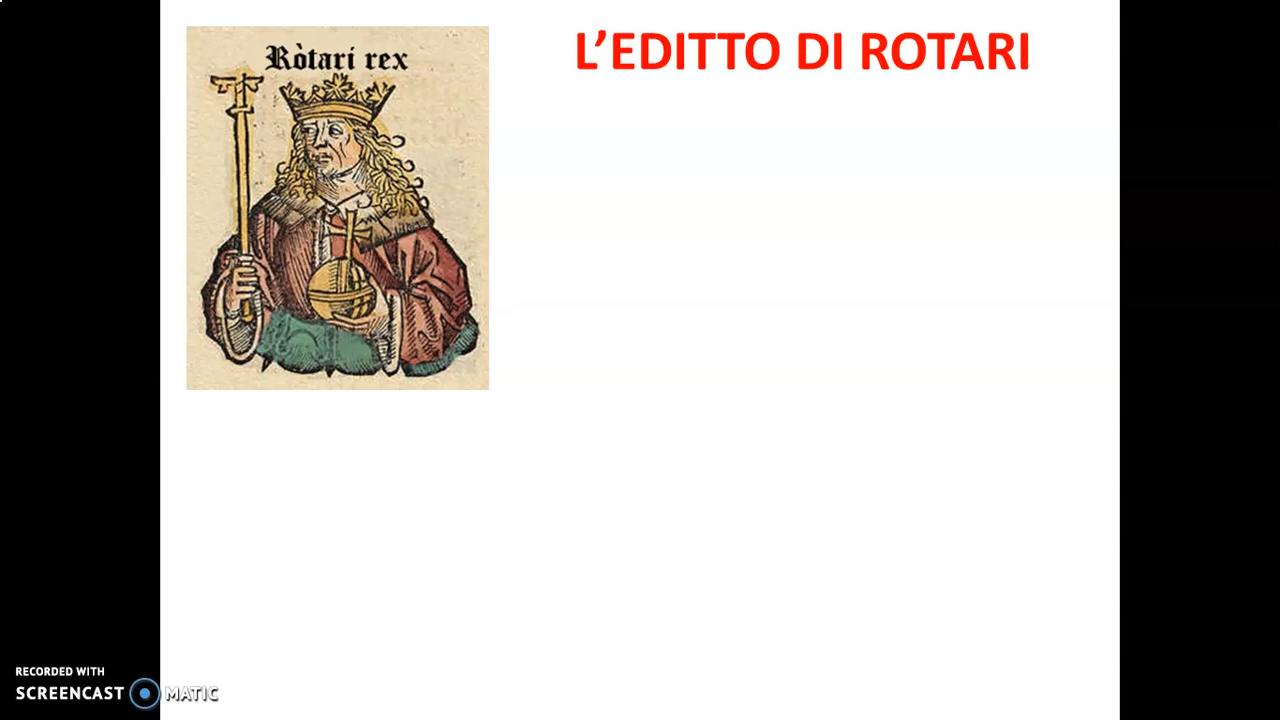 Ròtari rex
L’EDITTO DI ROTARI
RECORDED WITH
SCREENCAST MATIC